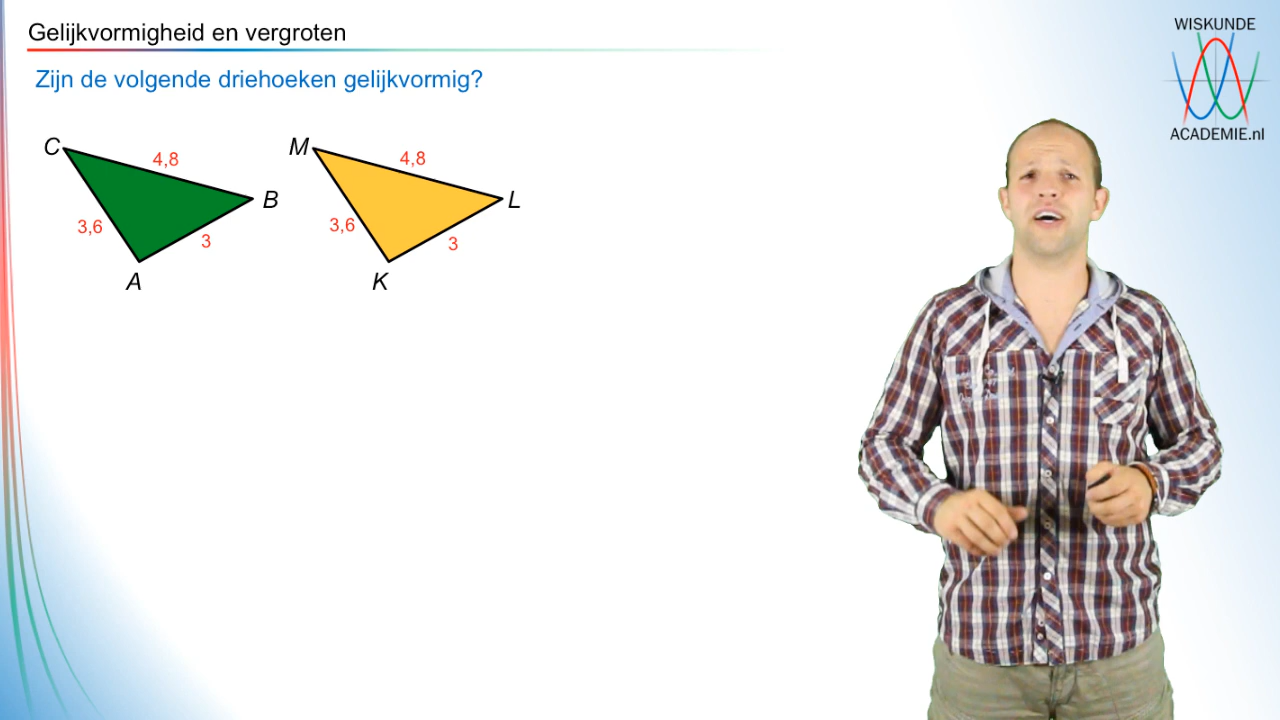 Gelijkvormigheid en vergroten
WISKUNDE
ACADEMIE.nl
Zijn de volgende driehoeken gelijkvormig?
C
4,8
B
3,6
3
A
M
4,8
L
3,6
3
K